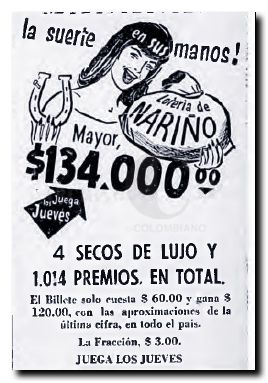 la suerte en sus manos!
Lotería de
NARIÑO
Mayor,
$134.000 00
Juega
Jueves
4 SECOS DE LUJO Y
1.014 PREMIOS, EN TOTAL.
El Billete solo cuesta $ 60.00 y gana $
120.00, con las aproximaciones de la
última cifra, en todo el país.
La Fracción, $ 3.00.
JUEGA LOS JUEVES
COLOMBIANO